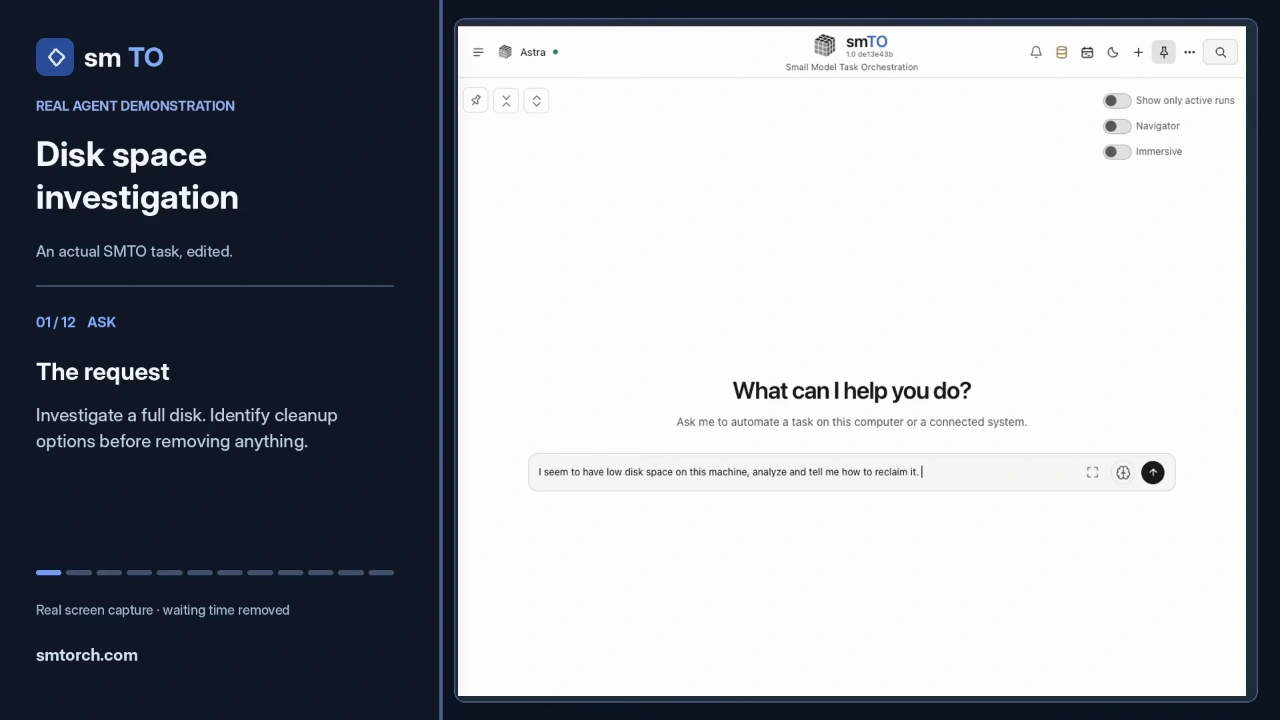 sm TO
REAL AGENT DEMONSTRATION
Disk space
investigation
An actual SMTO task, edited.
01 / 12 ASK
The request
Investigate a full disk. Identify cleanup
options before removing anything.
Real screen capture · waiting time removed
smtorch.com
Astra
smTO
1.0 de13e43b
Small Model Task Orchestration
Show only active runs
Navigator
Immersive
What can I help you do?
Ask me to automate a task on this computer or a connected system.
I seem to have low disk space on this machine, analyze and tell me how to reclaim it.